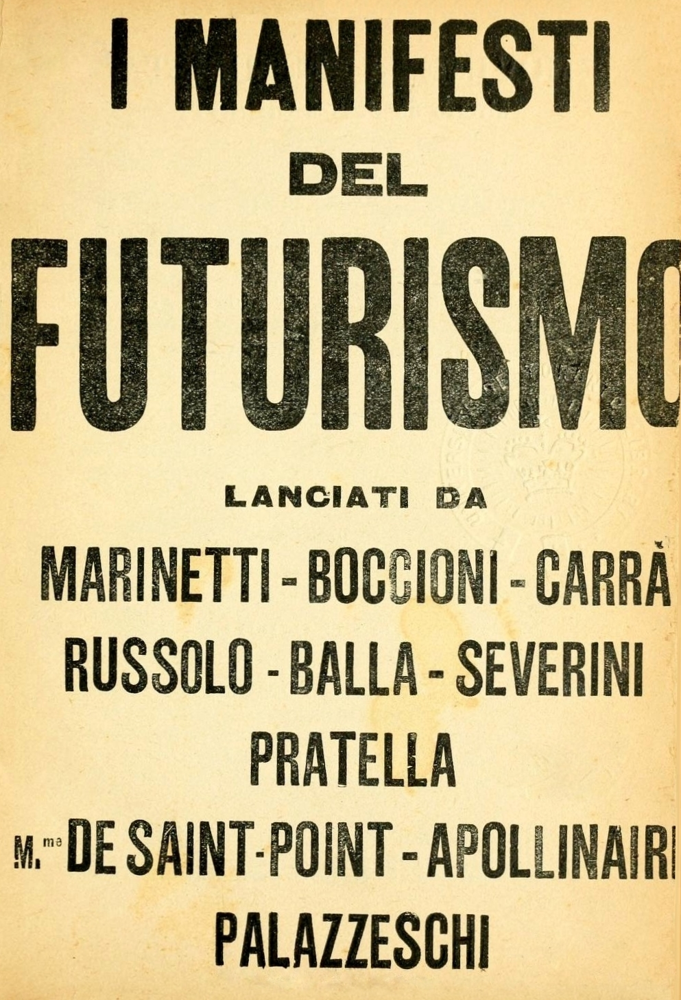 I MANIFESTI
DEL
FUTURISMO
LANCIATI DA
MARINETTI - BOCCIONI - CARRÀ
RUSSOLO - BALLA - SEVERINI
PRATELLA
M.me DE SAINT-POINT - APOLLINAIRE
PALAZZESCHI